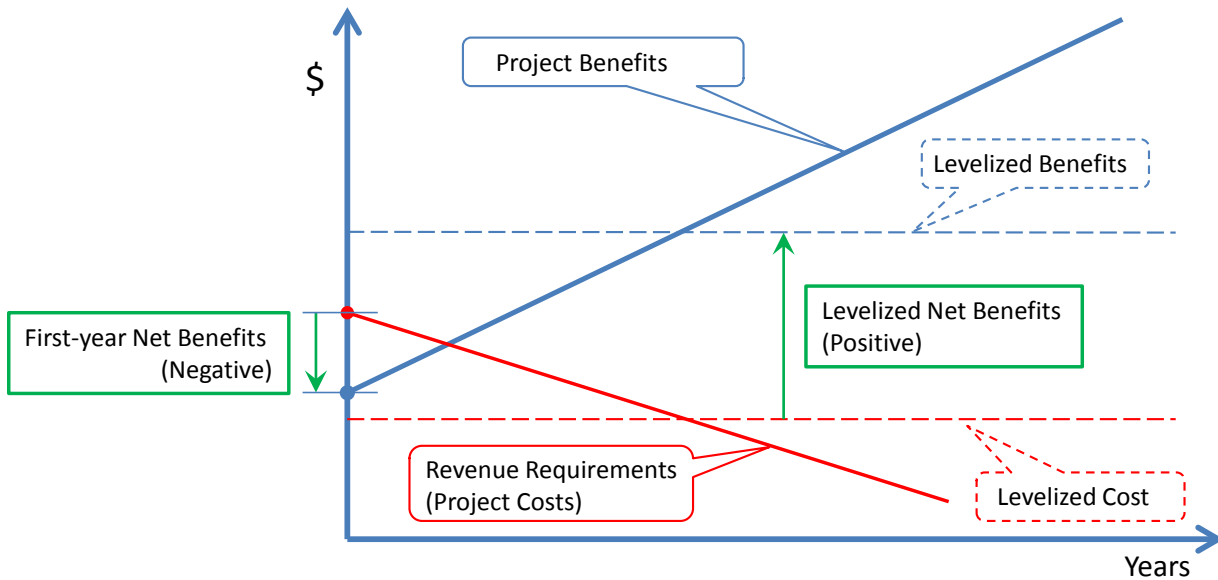 $
Project Benefits
Levelized Benefits
First-year Net Benefits
(Negative)
Levelized Net Benefits
(Positive)
Revenue Requirements
(Project Costs)
Levelized Cost
Years